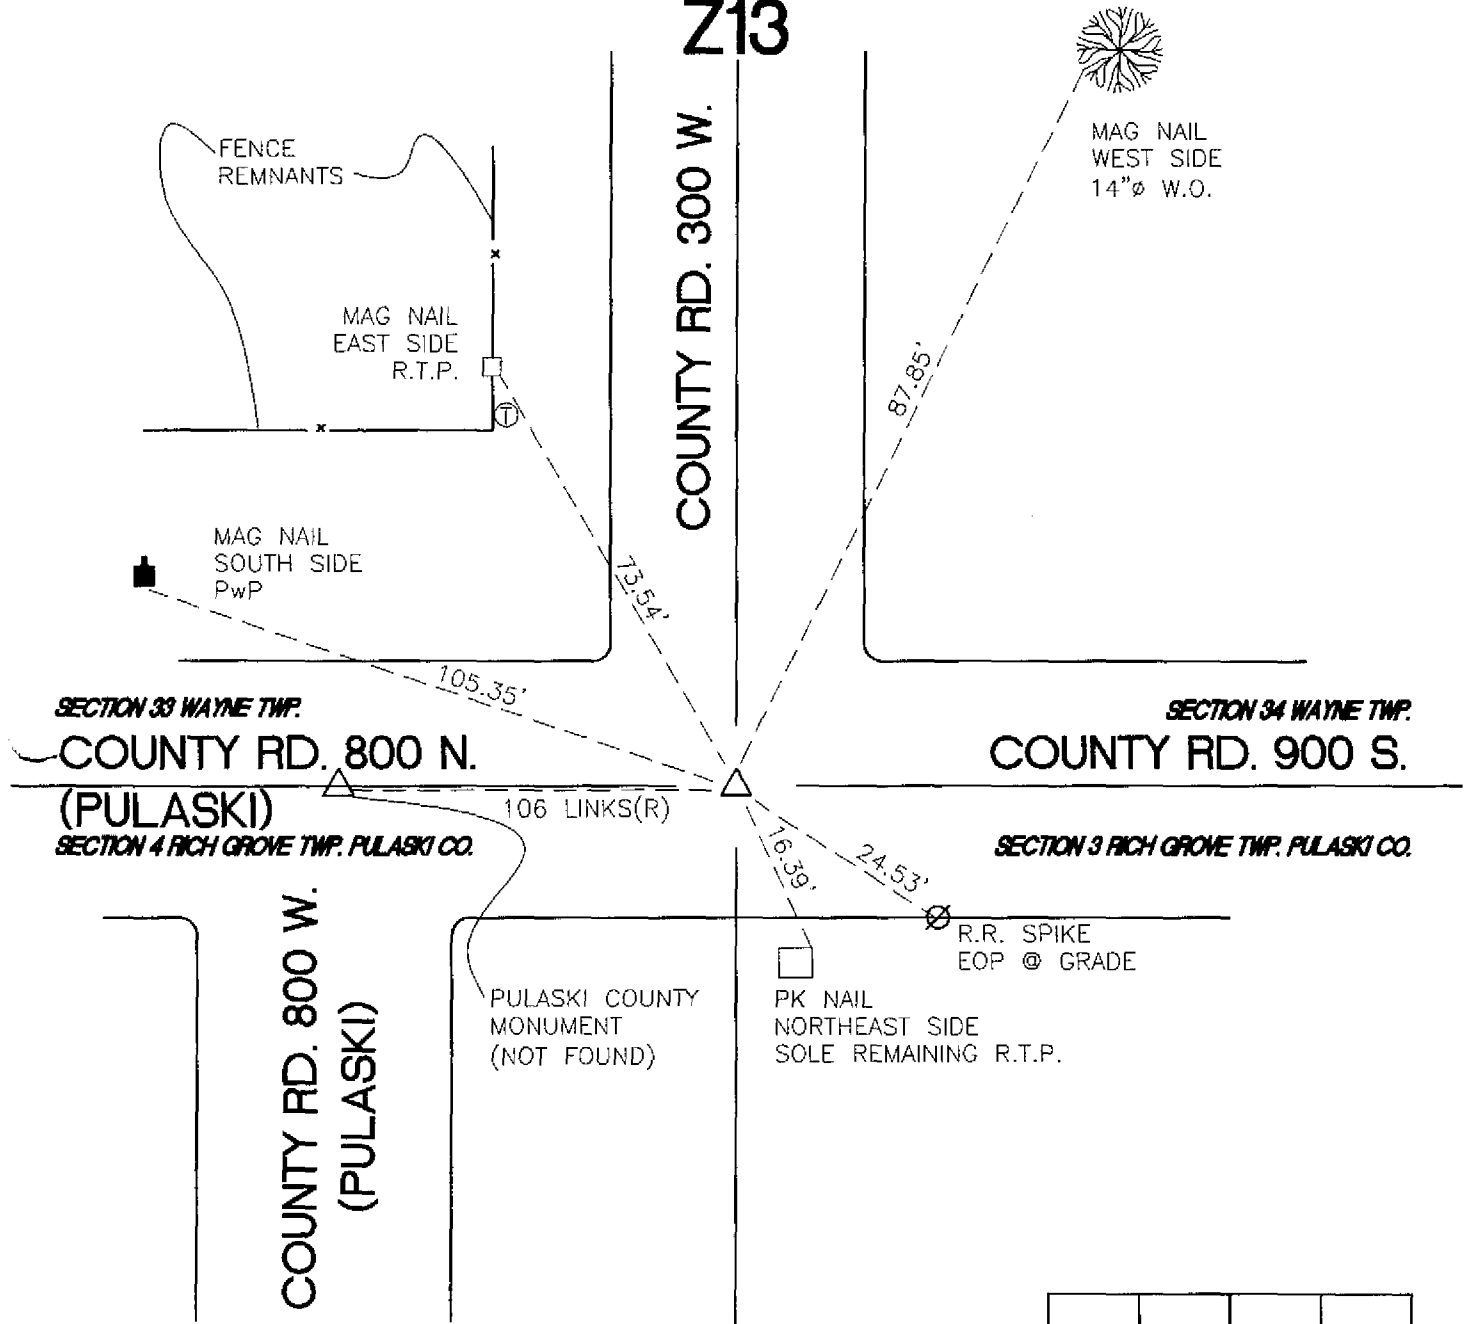 Z13
FENCE
REMNANTS
MAG NAIL
WEST SIDE
14"ø W.O.
COUNTY RD. 300 W.
MAG NAIL
EAST SIDE
R.T.P.
T
87.85'
MAG NAIL
SOUTH SIDE
PwP
73.54'
105.35'
SECTION 33 WAYNE TWP.
SECTION 34 WAYNE TWP.
COUNTY RD. 800 N.
(PULASKI)
COUNTY RD. 900 S.
106 LINKS(R)
SECTION 4 RICH GROVE TWP. PULASKI CO.
SECTION 3 RICH GROVE TWP. PULASKI CO.
16.39'
24.53'
R.R. SPIKE
EOP @ GRADE
COUNTY RD. 800 W.
(PULASKI)
PULASKI COUNTY
MONUMENT
(NOT FOUND)
PK NAIL
NORTHEAST SIDE
SOLE REMAINING R.T.P.